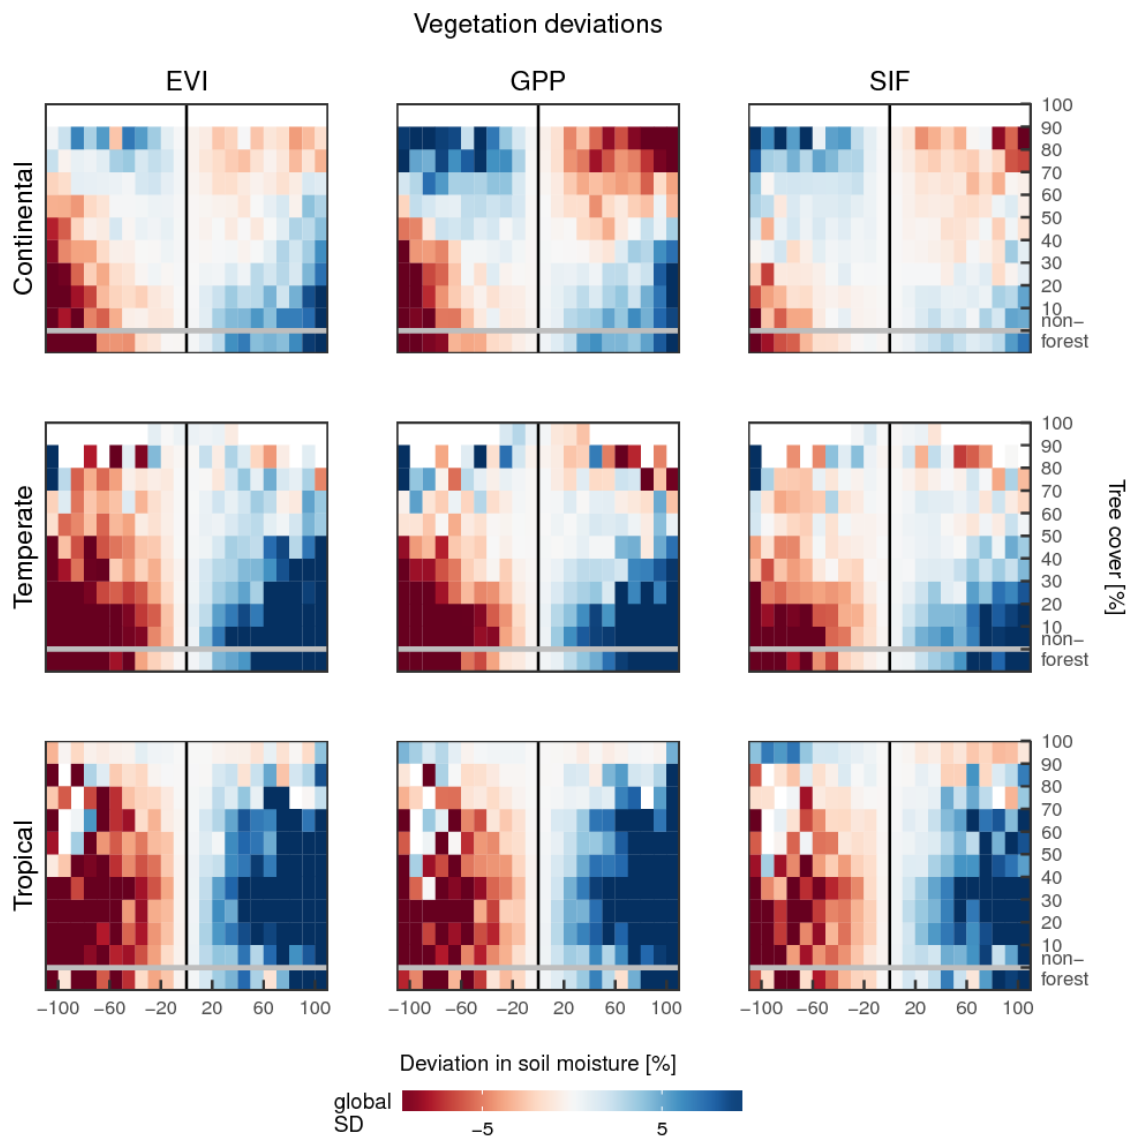 Vegetation deviations
EVI GPP SIF
Continental
100
90
80
70
60
50
40
30
20
10
non−
forest
Temperate
100
90
80
70
60
50
40
30
20
10
non−
forest
Tree cover [%]
Tropical
100
90
80
70
60
50
40
30
20
10
non−
forest
−100 −60 −20 20 60 100 −100 −60 −20 20 60 100 −100 −60 −20 20 60 100
Deviation in soil moisture [%]
global
SD
−5 5